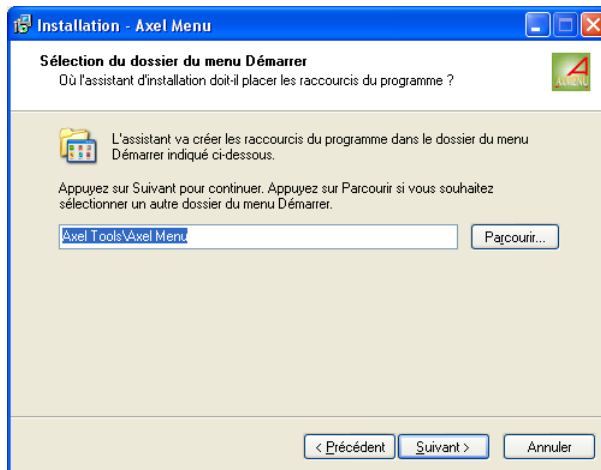 Installation - Axel Menu
Sélection du dossier du menu Démarrer
Où l'assistant d'installation doit-il placer les raccourcis du programme ?
A
AXMENU
L'assistant va créer les raccourcis du programme dans le dossier du menu
Démarrer indiqué ci-dessous.
Appuyez sur Suivant pour continuer. Appuyez sur Parcourir si vous souhaitez
sélectionner un autre dossier du menu Démarrer.
Axel Tools\Axel Menu
Parcourir...
< Précédent
Suivant >
Annuler